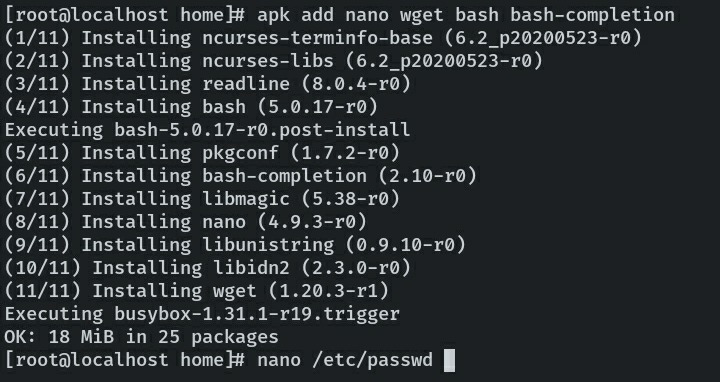 [root@localhost home]# apk add nano wget bash bash-completion
(1/11) Installing ncurses-terminfo-base (6.2_p20200523-r0)
(2/11) Installing ncurses-libs (6.2_p20200523-r0)
(3/11) Installing readline (8.0.4-r0)
(4/11) Installing bash (5.0.17-r0)
Executing bash-5.0.17-r0.post-install
(5/11) Installing pkgconf (1.7.2-r0)
(6/11) Installing bash-completion (2.10-r0)
(7/11) Installing libmagic (5.38-r0)
(8/11) Installing nano (4.9.3-r0)
(9/11) Installing libunistring (0.9.10-r0)
(10/11) Installing libidn2 (2.3.0-r0)
(11/11) Installing wget (1.20.3-r1)
Executing busybox-1.31.1-r19.trigger
OK: 18 MiB in 25 packages
[root@localhost home]# nano /etc/passwd